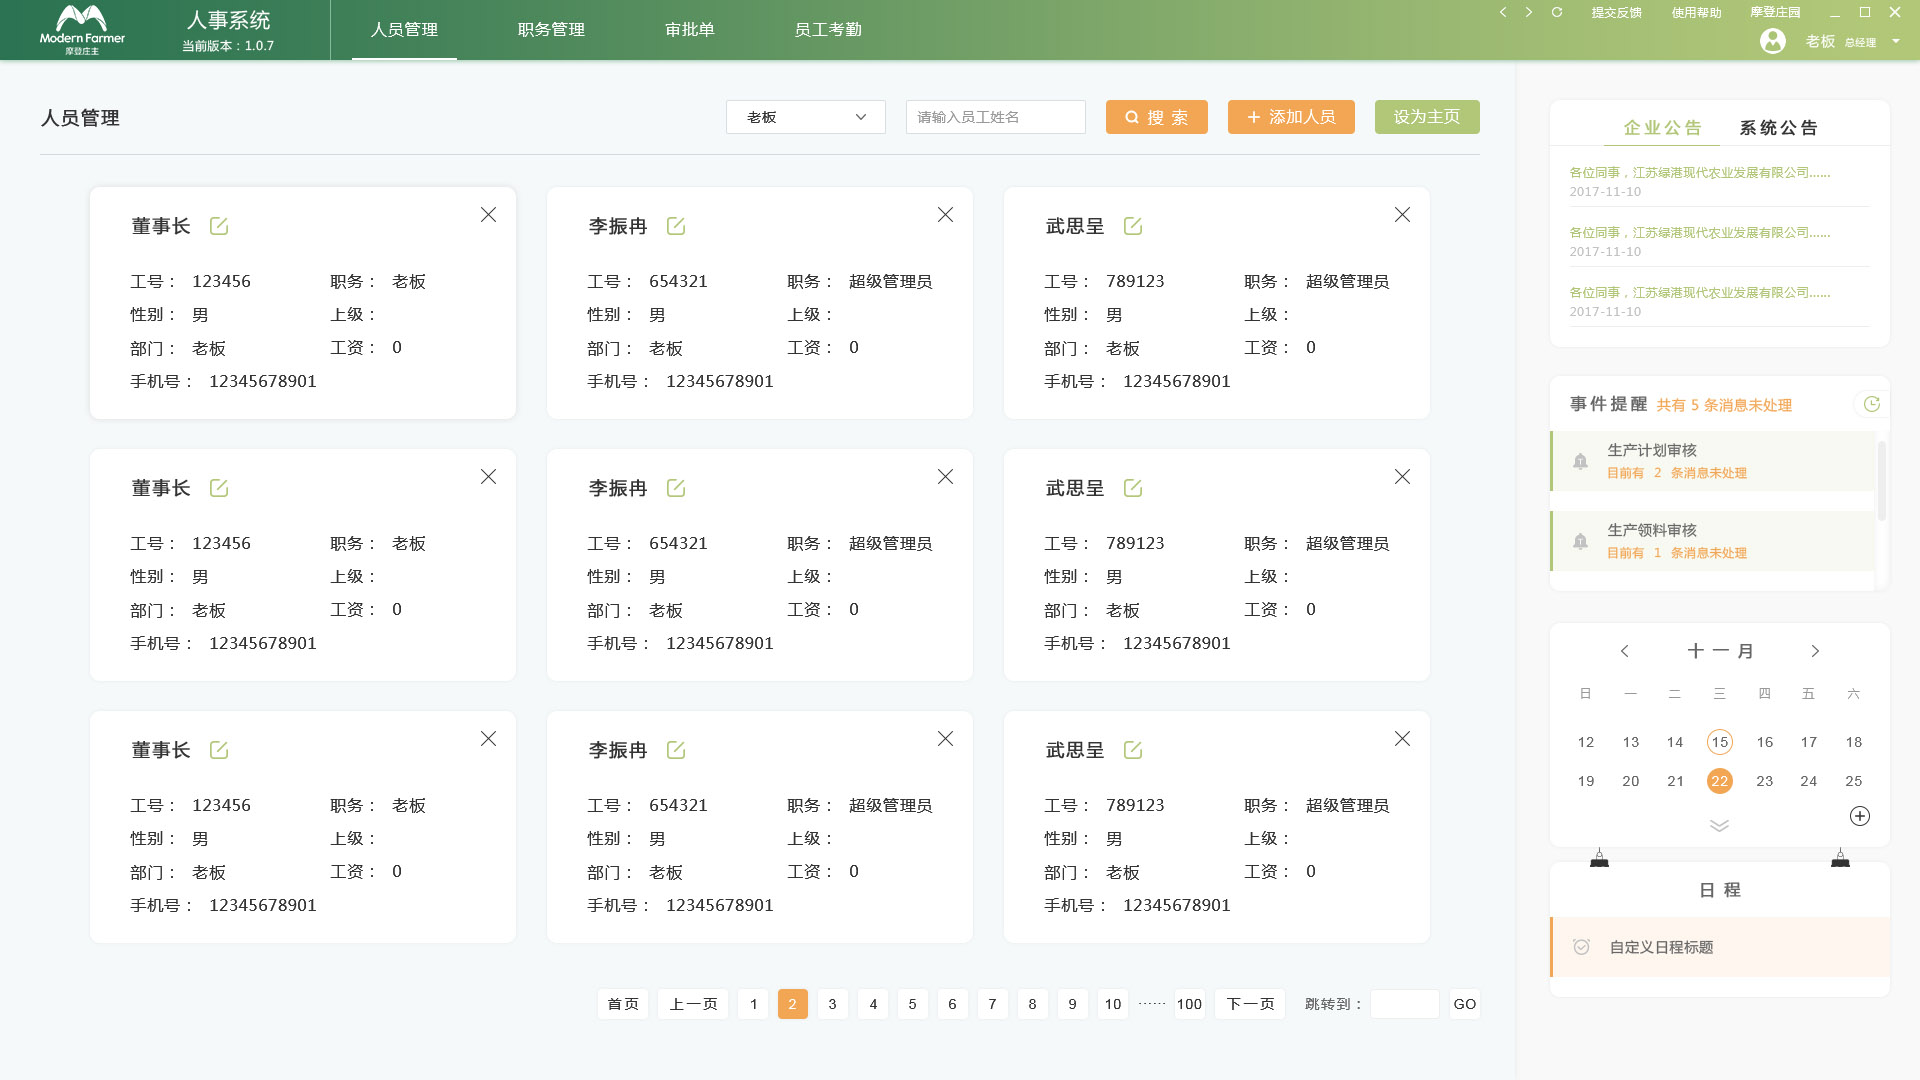 Modern Farmer
摩登庄主
人事系统
当前版本：1.0.7
人员管理
职务管理
审批单
员工考勤
提交反馈
使用帮助
摩登庄园
老板 总经理
人员管理
老板
请输入员工姓名
搜 索
添加人员
设为主页
董事长
工号： 123456 职务： 老板
性别： 男 上级：
部门： 老板 工资： 0
手机号： 12345678901
李振冉
工号： 654321 职务： 超级管理员
性别： 男 上级：
部门： 老板 工资： 0
手机号： 12345678901
武思呈
工号： 789123 职务： 超级管理员
性别： 男 上级：
部门： 老板 工资： 0
手机号： 12345678901
董事长
工号： 123456 职务： 老板
性别： 男 上级：
部门： 老板 工资： 0
手机号： 12345678901
李振冉
工号： 654321 职务： 超级管理员
性别： 男 上级：
部门： 老板 工资： 0
手机号： 12345678901
武思呈
工号： 789123 职务： 超级管理员
性别： 男 上级：
部门： 老板 工资： 0
手机号： 12345678901
董事长
工号： 123456 职务： 老板
性别： 男 上级：
部门： 老板 工资： 0
手机号： 12345678901
李振冉
工号： 654321 职务： 超级管理员
性别： 男 上级：
部门： 老板 工资： 0
手机号： 12345678901
武思呈
工号： 789123 职务： 超级管理员
性别： 男 上级：
部门： 老板 工资： 0
手机号： 12345678901
首页 上一页 1 2 3 4 5 6 7 8 9 10 ······ 100 下一页 跳转到： GO
企业公告 系统公告
各位同事，江苏绿港现代农业发展有限公司......
2017-11-10
各位同事，江苏绿港现代农业发展有限公司......
2017-11-10
各位同事，江苏绿港现代农业发展有限公司......
2017-11-10
事件提醒 共有 5 条消息未处理
生产计划审核
目前有 2 条消息未处理
生产领料审核
目前有 1 条消息未处理
十一月
日 一 二 三 四 五 六
12 13 14 15 16 17 18
19 20 21 22 23 24 25
日 程
自定义日程标题